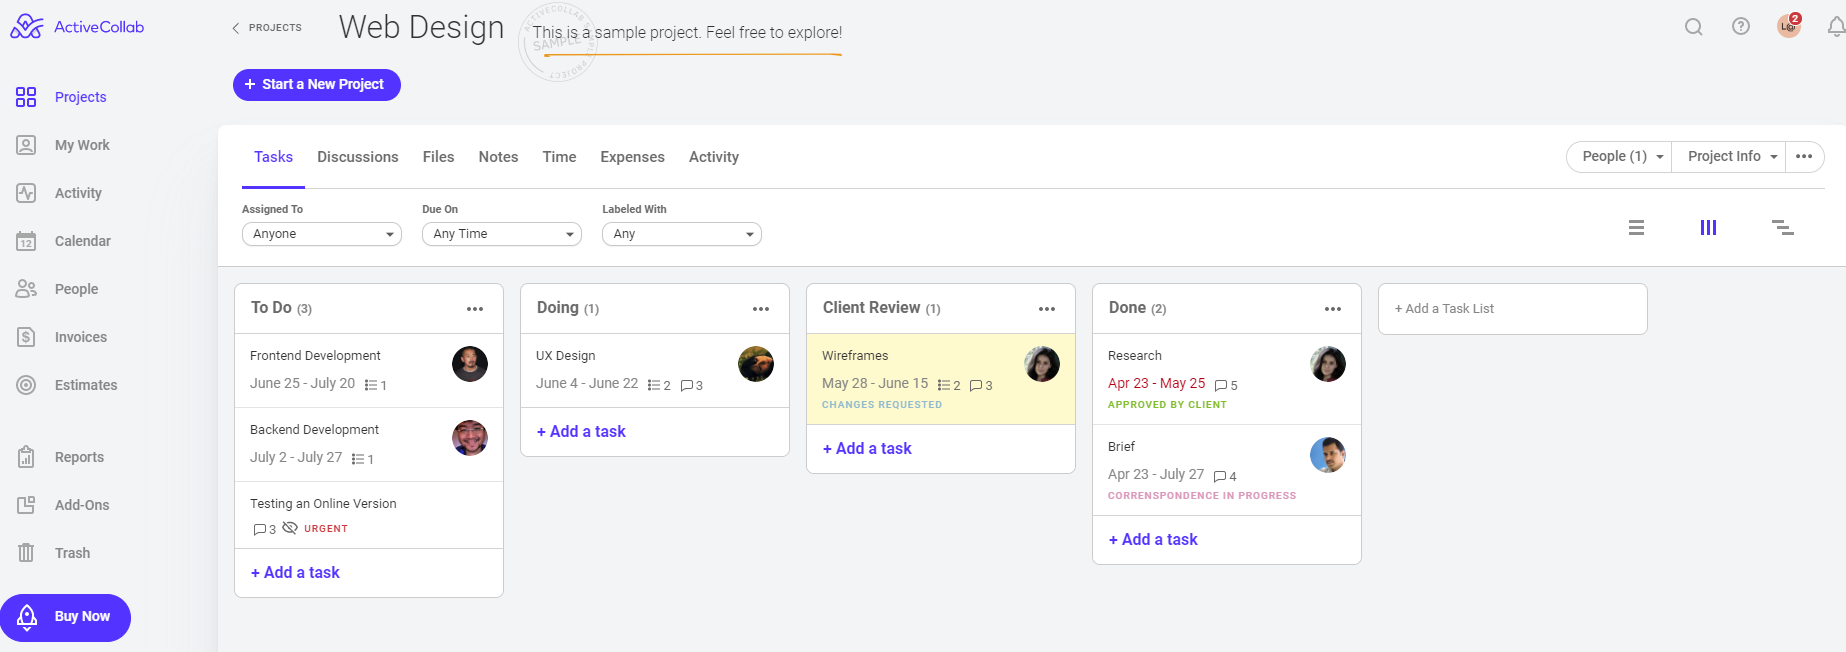 ActiveCollab
PROJECTS
Web Design
ACTIVECOLLAB SAMPLE PROJECT
SAMPLE
This is a sample project. Feel free to explore!
L@
2
+ Start a New Project
Projects
My Work
Activity
12
Calendar
People
$
Invoices
Estimates
Reports
Add-Ons
Trash
Buy Now
Tasks Discussions Files Notes Time Expenses Activity
People (1) Project Info
Assigned To Due On Labeled With
Anyone Any Time Any
To Do (3)
Frontend Development
June 25 - July 20 1
Backend Development
July 2 - July 27 1
Testing an Online Version
3 URGENT
+ Add a task
Doing (1)
UX Design
June 4 - June 22 2 3
+ Add a task
Client Review (1)
Wireframes
May 28 - June 15 2 3
CHANGES REQUESTED
+ Add a task
Done (2)
Research
Apr 23 - May 25 5
APPROVED BY CLIENT
Brief
Apr 23 - July 27 4
CORRENSPONDENCE IN PROGRESS
+ Add a task
+ Add a Task List